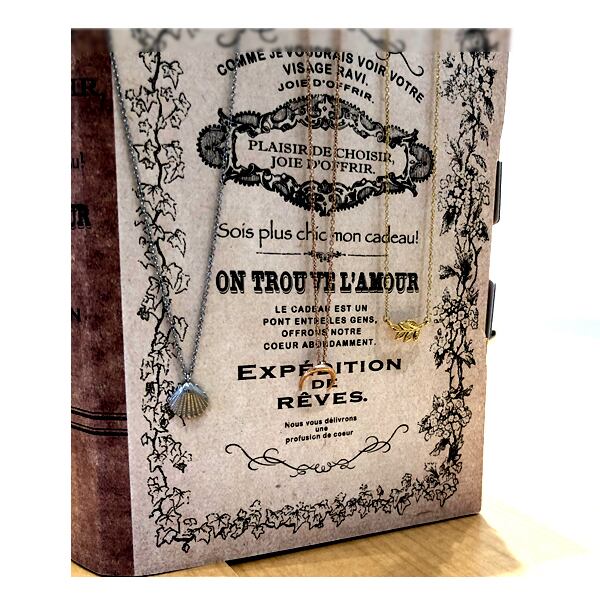 COMME JE VOUDRAIS VOIR VOTRE
VISAGE RAVI.
JOIE D'OFFRIR.
PLAISIR DE CHOISIR,
JOIE D'OFFRIR.
Sois plus chic mon cadeau!
ON TROUVE L'AMOUR
LE CADEAU EST UN
PONT ENTRE LES GENS,
OFFRONS NOTRE
COEUR ABONDAMMENT.
EXPÉDITION
DE
RÊVES.
Nous vous délivrons
une
profusion de coeur